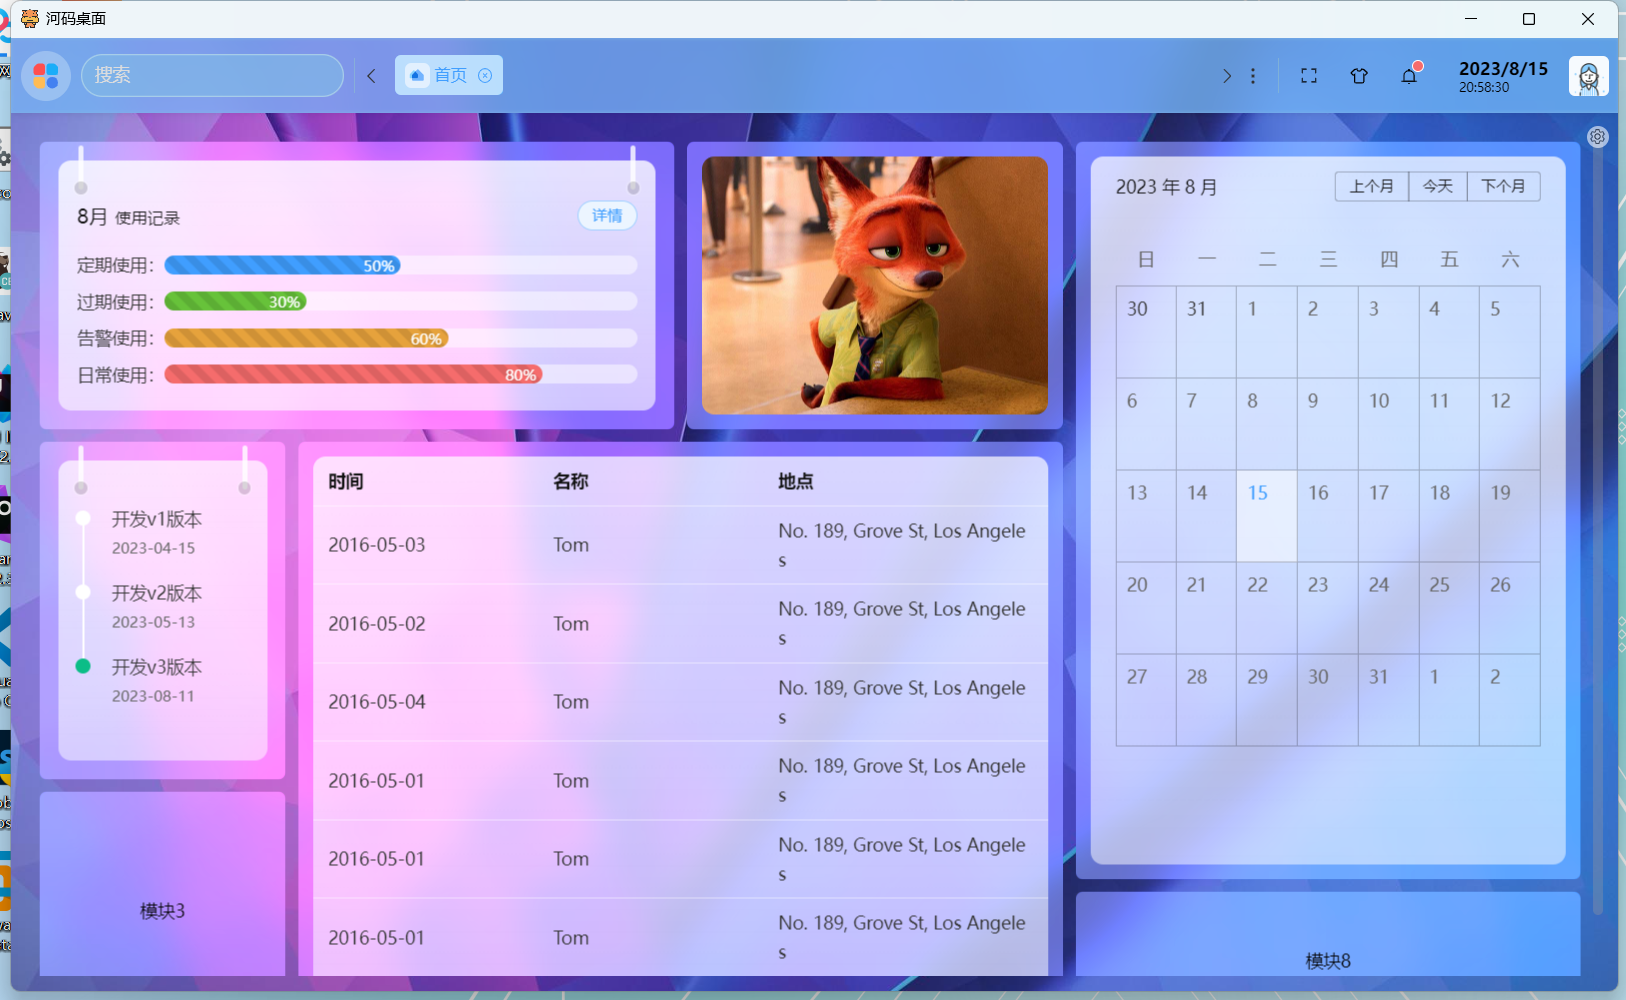 河码桌面
搜索
首页
2023/8/15
20:58:30
8月 使用记录
详情
定期使用: 50%
过期使用: 30%
告警使用: 60%
日常使用: 80%
开发v1版本
2023-04-15
开发v2版本
2023-05-13
开发v3版本
2023-08-11
模块3
时间 名称 地点
2016-05-03 Tom No. 189, Grove St, Los Angele
s
2016-05-02 Tom No. 189, Grove St, Los Angele
s
2016-05-04 Tom No. 189, Grove St, Los Angele
s
2016-05-01 Tom No. 189, Grove St, Los Angele
s
2016-05-01 Tom No. 189, Grove St, Los Angele
s
2016-05-01 Tom No. 189, Grove St, Los Angele
s
2023 年 8 月
上个月 今天 下个月
日 一 二 三 四 五 六
30 31 1 2 3 4 5
6 7 8 9 10 11 12
13 14 15 16 17 18 19
20 21 22 23 24 25 26
27 28 29 30 31 1 2
模块8